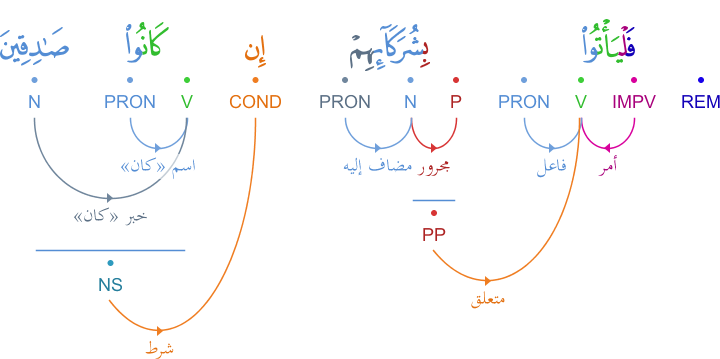 فَلْيَأْتُوا۟ بِشُرَكَآئِهِمْ إِن كَانُوا۟ صَـٰدِقِينَ
REM IMPV V PRON P N PRON COND V PRON N
أمر فاعل مجرور مضاف إليه اسم «كان»
خبر «كان»
PP
NS
متعلق
شرط